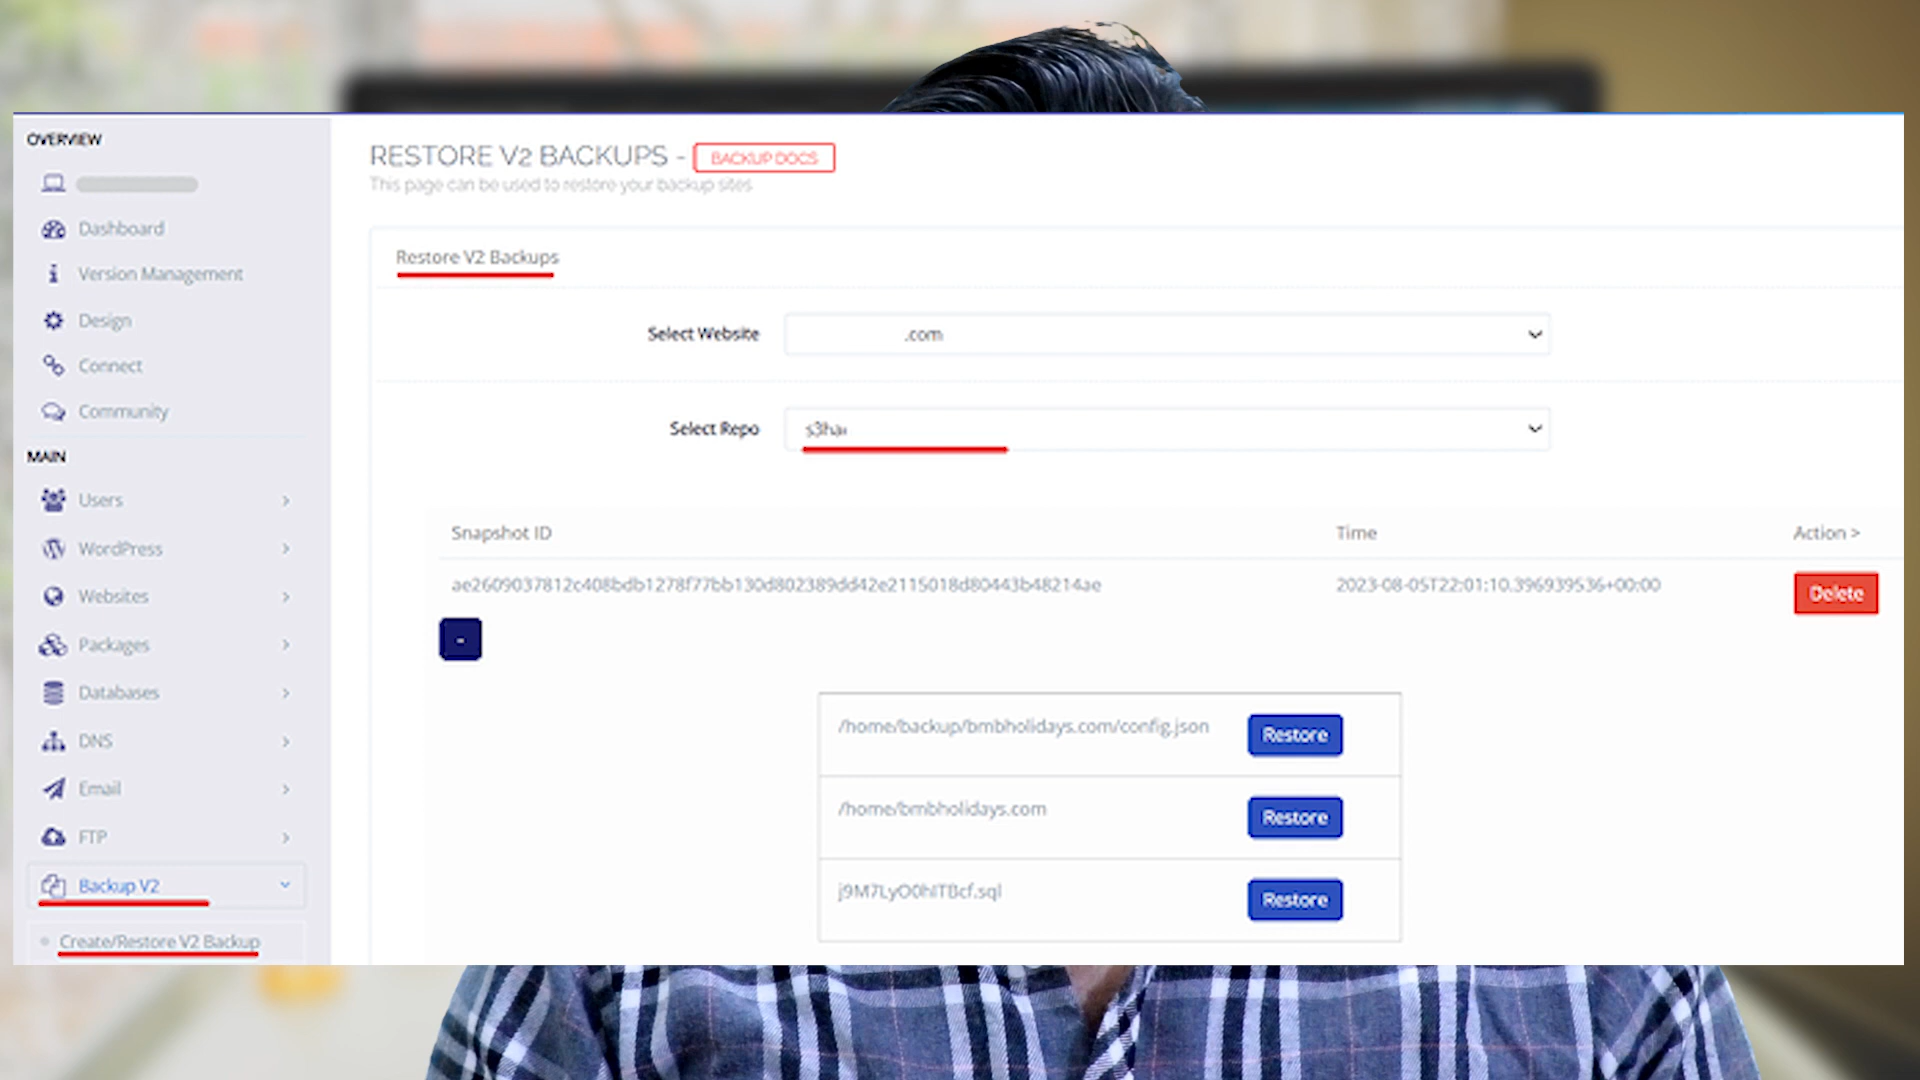 OVERVIEW
Dashboard
Version Management
Design
Connect
Community
MAIN
Users
WordPress
Websites
Packages
Databases
DNS
Email
FTP
Backup V2
Create/Restore V2 Backup
RESTORE V2 BACKUPS - BACKUP DOCS
This page can be used to restore your backup sites
Restore V2 Backups
Select Website .com
Select Repo
Snapshot ID Time Action >
ae2609037812c408bdb1278f77bb130d802389dd42e2115018d80443b48214ae 2023-08-05T22:01:10.396939536+00:00 Delete
-
/home/backup/bmbholidays.com/config.json Restore
/home/bmbholidays.com Restore
j9M7LyO0hITBcf.sql Restore